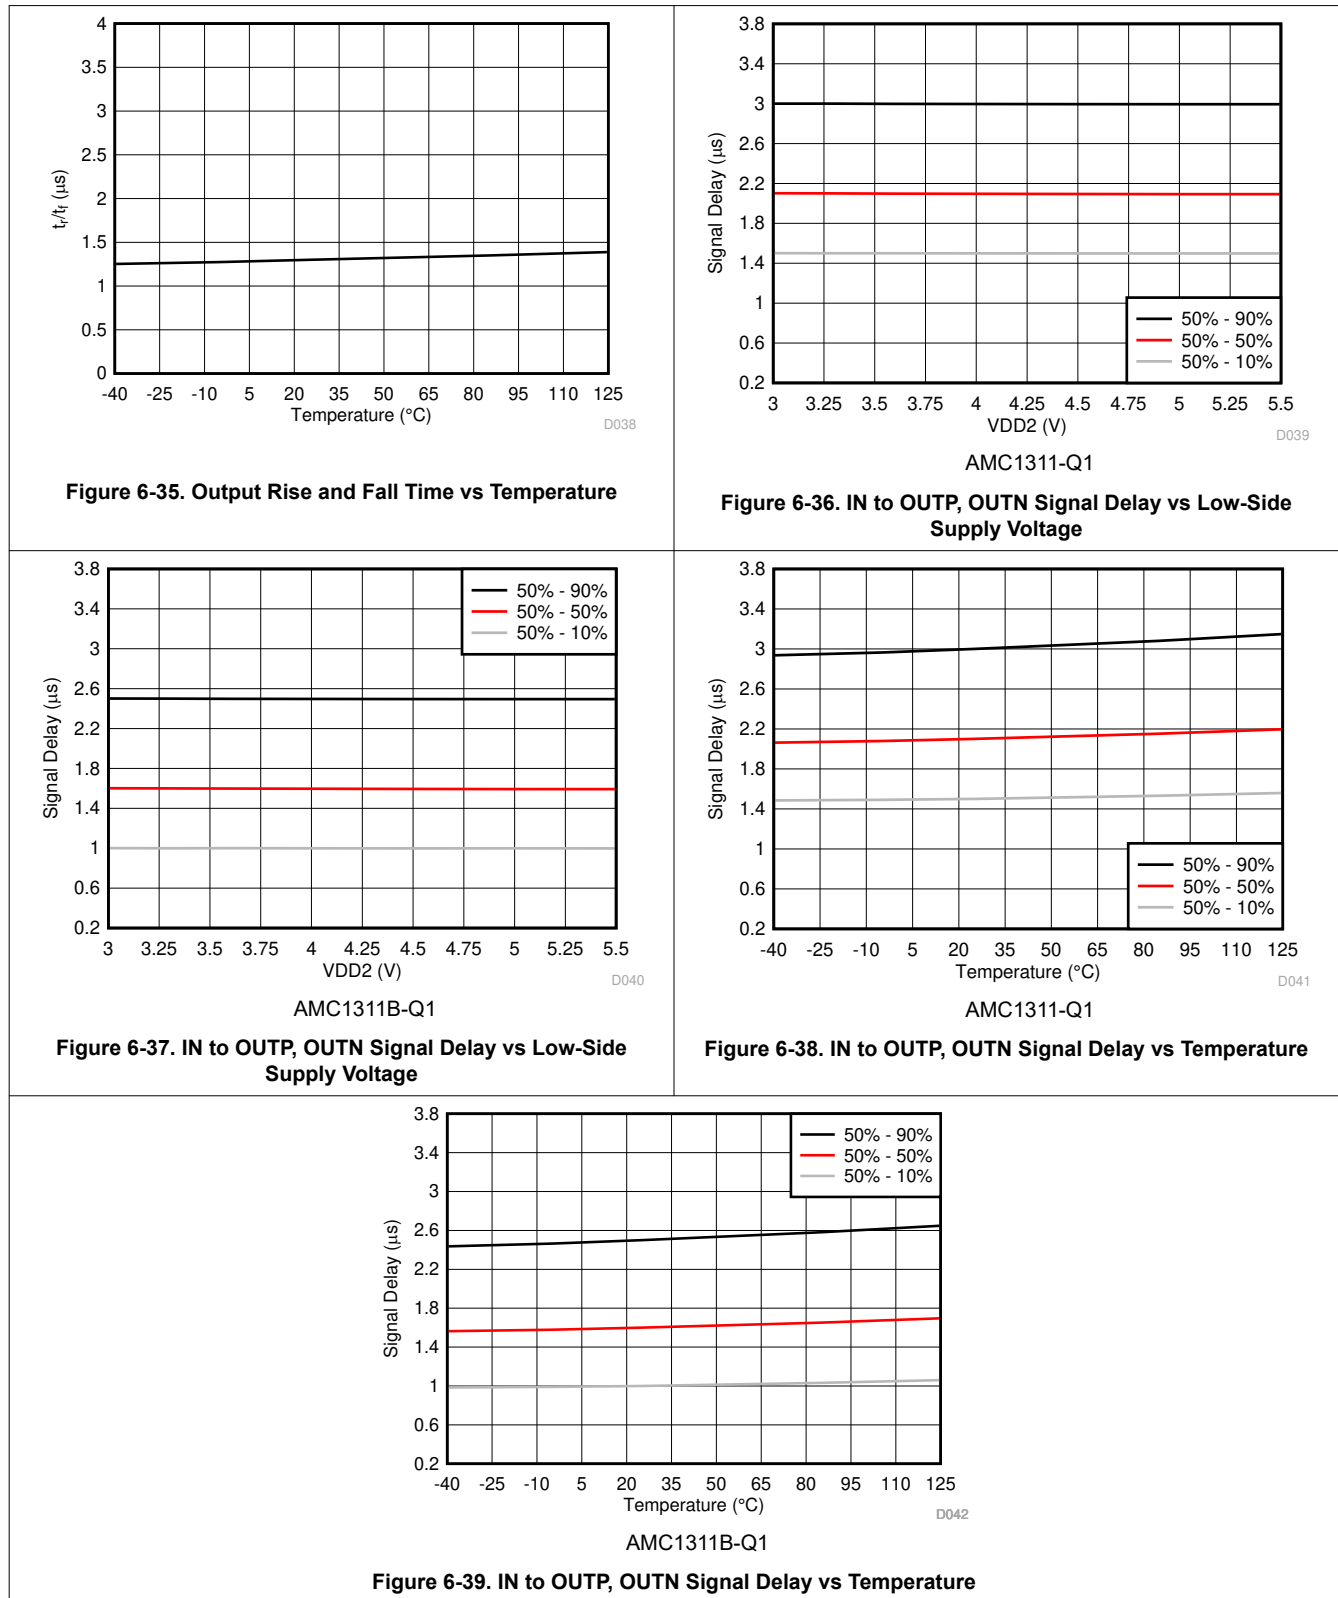 4
3.5
3
2.5
2
1.5
1
0.5
0
tr/tf (µs)
-40 -25 -10 5 20 35 50 65 80 95 110 125
Temperature (°C)
D038
Figure 6-35. Output Rise and Fall Time vs Temperature
3.8
3.4
3
2.6
2.2
1.8
1.4
1
0.6
0.2
Signal Delay (µs)
50% - 90%
50% - 50%
50% - 10%
3 3.25 3.5 3.75 4 4.25 4.5 4.75 5 5.25 5.5
VDD2 (V)
D039
AMC1311-Q1
Figure 6-36. IN to OUTP, OUTN Signal Delay vs Low-Side
Supply Voltage
3.8
3.4
3
2.6
2.2
1.8
1.4
1
0.6
0.2
Signal Delay (µs)
50% - 90%
50% - 50%
50% - 10%
3 3.25 3.5 3.75 4 4.25 4.5 4.75 5 5.25 5.5
VDD2 (V)
D040
AMC1311B-Q1
Figure 6-37. IN to OUTP, OUTN Signal Delay vs Low-Side
Supply Voltage
3.8
3.4
3
2.6
2.2
1.8
1.4
1
0.6
0.2
Signal Delay (µs)
50% - 90%
50% - 50%
50% - 10%
-40 -25 -10 5 20 35 50 65 80 95 110 125
Temperature (°C)
D041
AMC1311-Q1
Figure 6-38. IN to OUTP, OUTN Signal Delay vs Temperature
3.8
3.4
3
2.6
2.2
1.8
1.4
1
0.6
0.2
Signal Delay (µs)
50% - 90%
50% - 50%
50% - 10%
-40 -25 -10 5 20 35 50 65 80 95 110 125
Temperature (°C)
D042
AMC1311B-Q1
Figure 6-39. IN to OUTP, OUTN Signal Delay vs Temperature